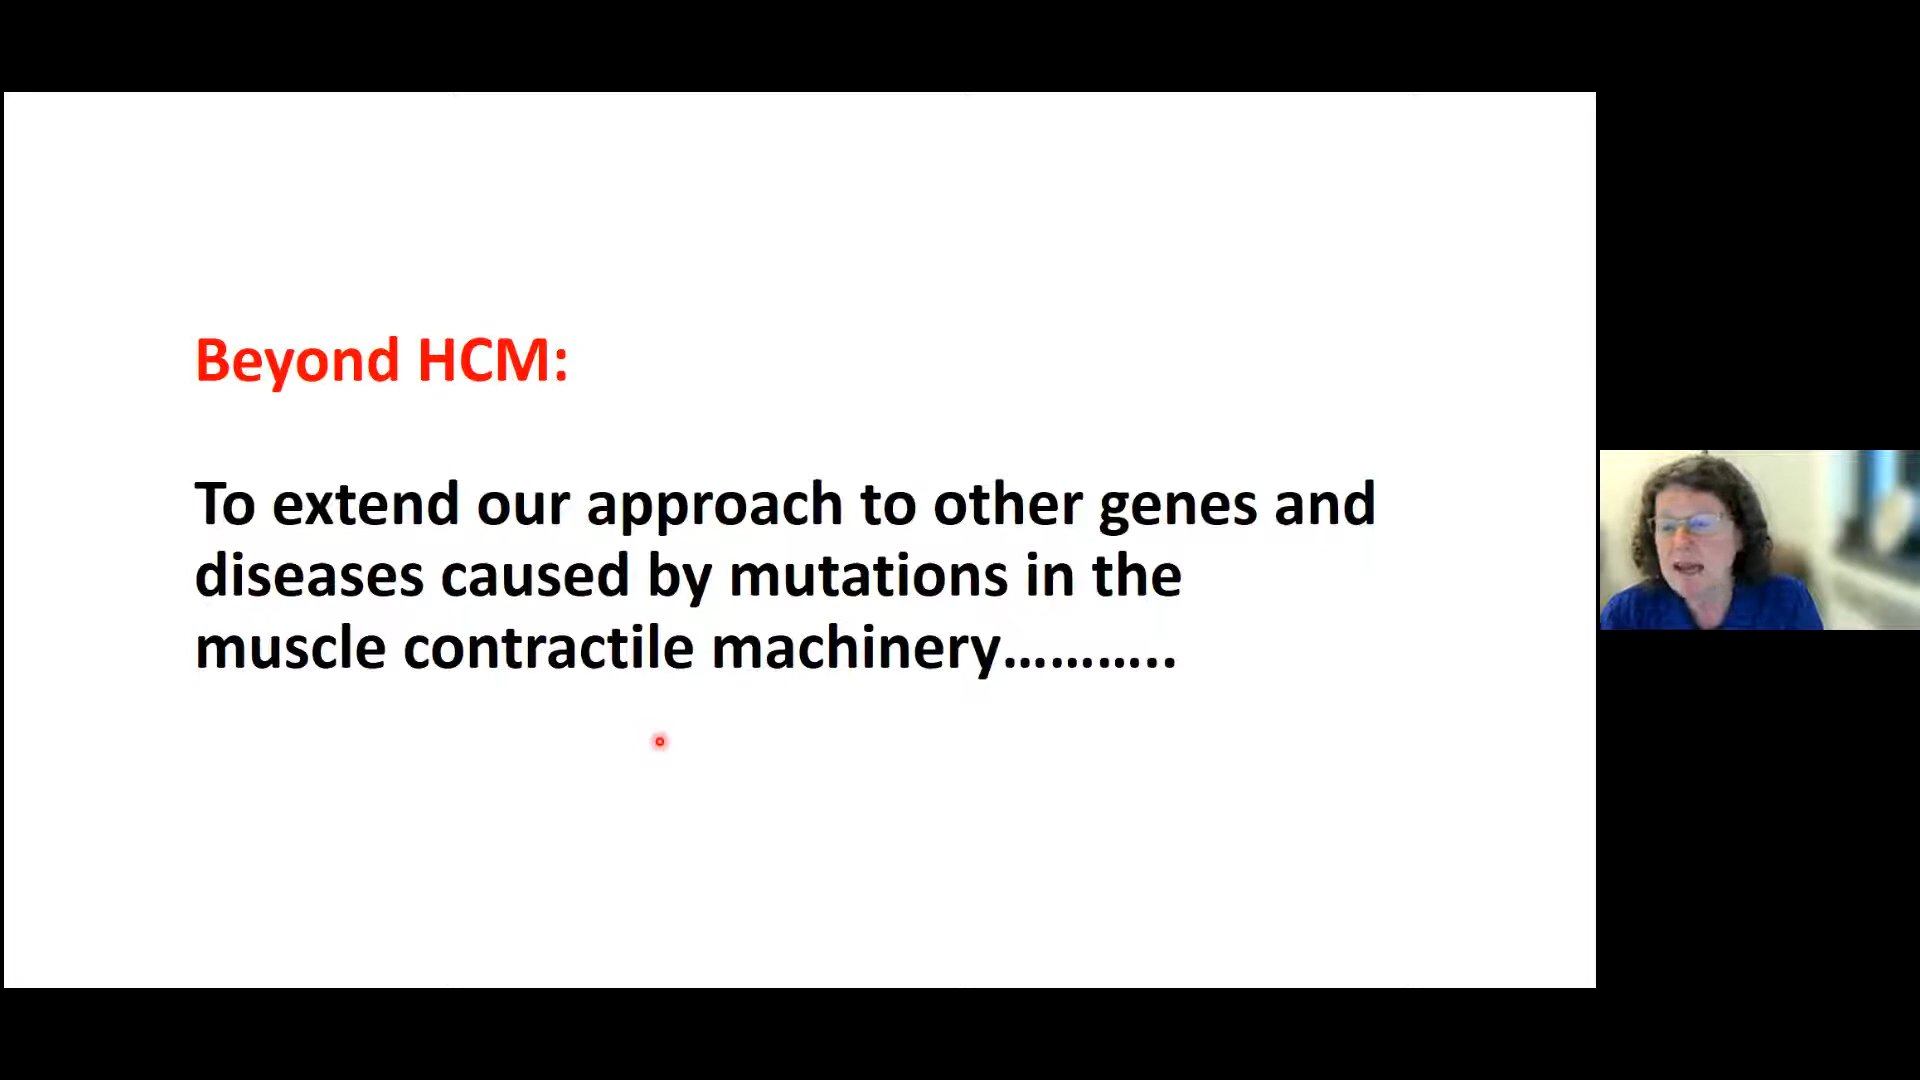 Beyond HCM:
To extend our approach to other genes and
diseases caused by mutations in the
muscle contractile machinery………..